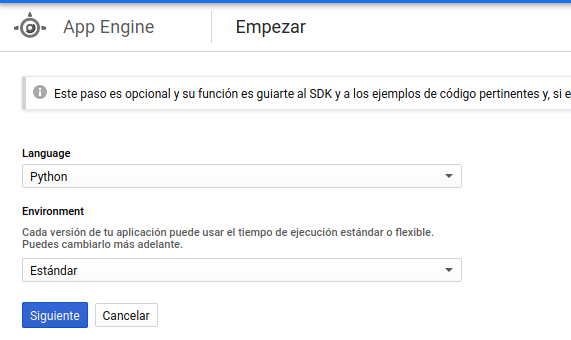 App Engine
Empezar
Este paso es opcional y su función es guiarte al SDK y a los ejemplos de código pertinentes y, si e
Language
Python
Environment
Cada versión de tu aplicación puede usar el tiempo de ejecución estándar o flexible.
Puedes cambiarlo más adelante.
Estándar
Siguiente
Cancelar